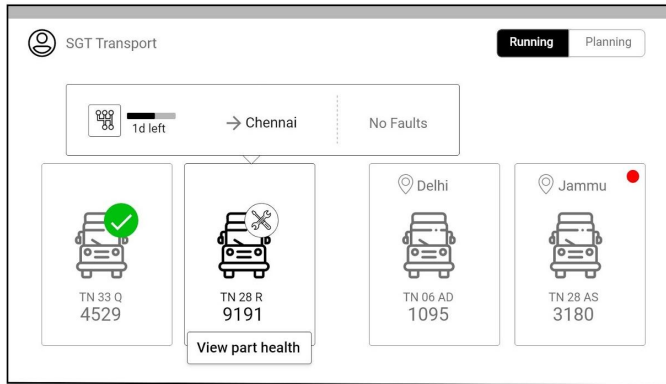 SGT Transport
Running
Planning
1d left
→ Chennai
No Faults
Delhi
Jammu
TN 33 Q
4529
TN 28 R
9191
TN 06 AD
1095
TN 28 AS
3180
View part health